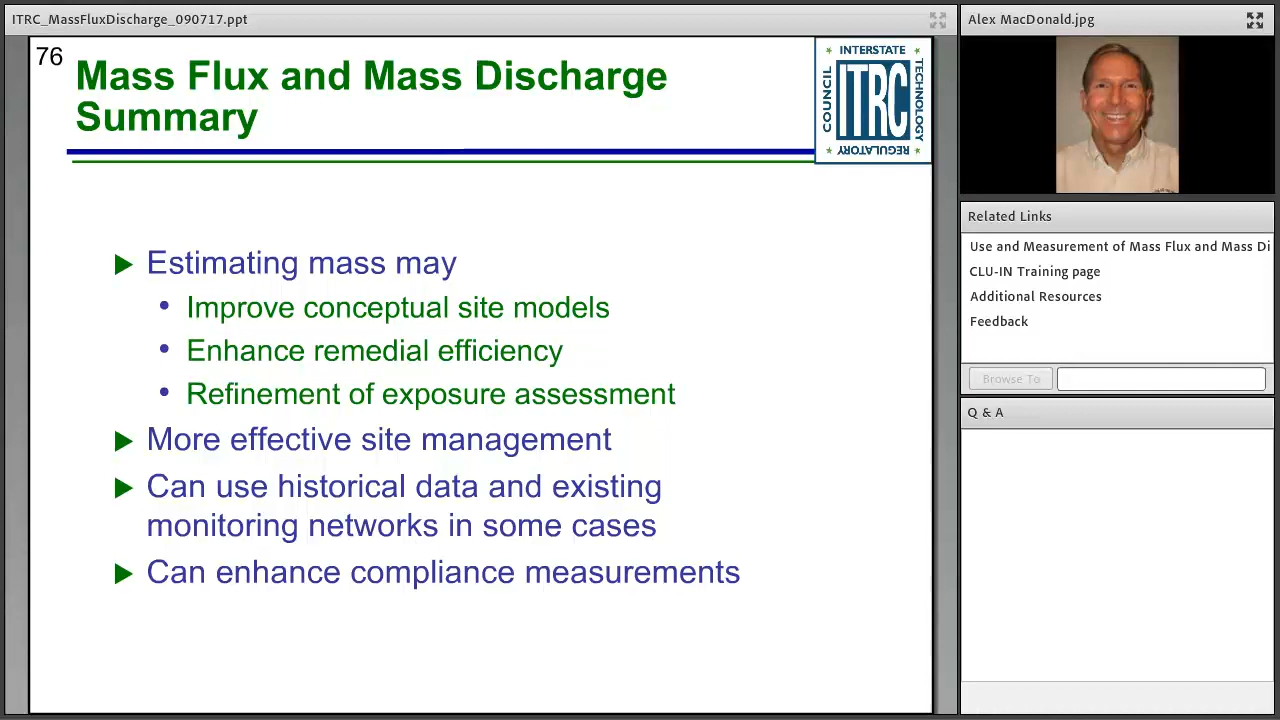 ITRC_MassFluxDischarge_090717.ppt
76
Mass Flux and Mass Discharge
Summary
INTERSTATE
COUNCIL
ITRC
TECHNOLOGY
REGULATORY
Estimating mass may
Improve conceptual site models
Enhance remedial efficiency
Refinement of exposure assessment
More effective site management
Can use historical data and existing
monitoring networks in some cases
Can enhance compliance measurements
Alex MacDonald.jpg
Related Links
Use and Measurement of Mass Flux and Mass Di
CLU-IN Training page
Additional Resources
Feedback
Browse To
Q & A